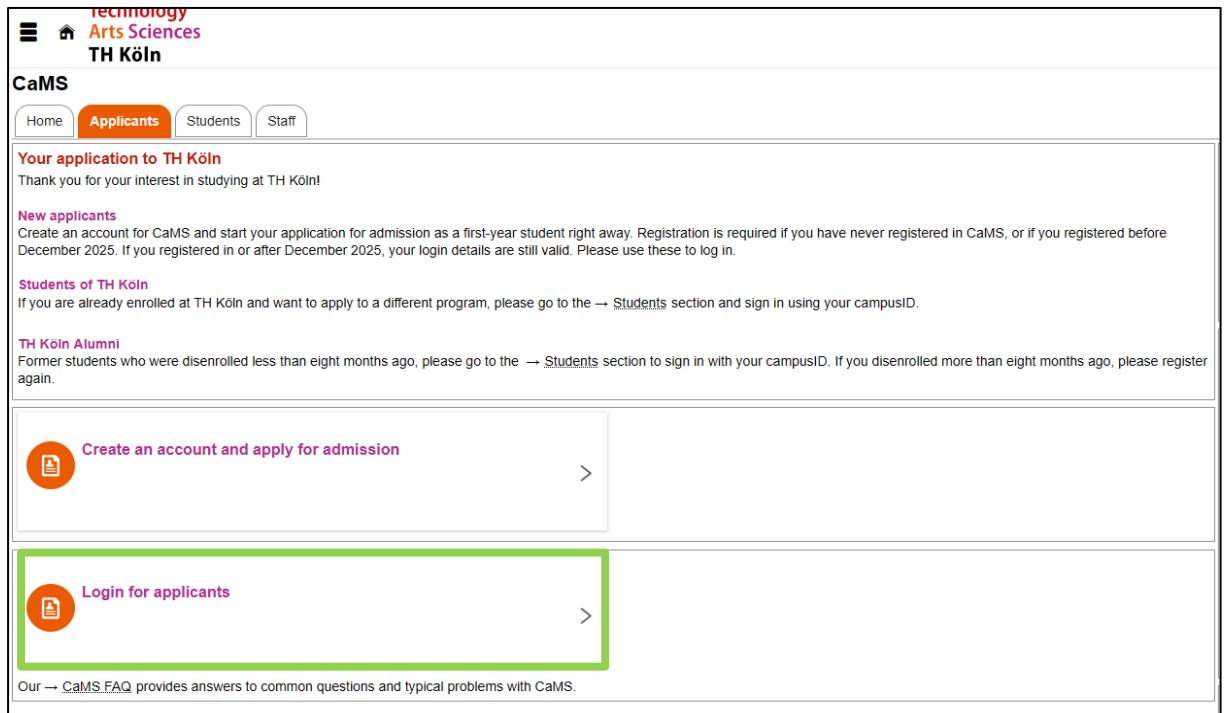 Technology
Arts Sciences
TH Köln
CaMS
Home Applicants Students Staff
Your application to TH Köln
Thank you for your interest in studying at TH Köln!
New applicants
Create an account for CaMS and start your application for admission as a first-year student right away. Registration is required if you have never registered in CaMS, or if you registered before
December 2025. If you registered in or after December 2025, your login details are still valid. Please use these to log in.
Students of TH Köln
If you are already enrolled at TH Köln and want to apply to a different program, please go to the → Students section and sign in using your campusID.
TH Köln Alumni
Former students who were disenrolled less than eight months ago, please go to the → Students section to sign in with your campusID. If you disenrolled more than eight months ago, please register
again.
Create an account and apply for admission
Login for applicants
Our → CaMS FAQ provides answers to common questions and typical problems with CaMS.